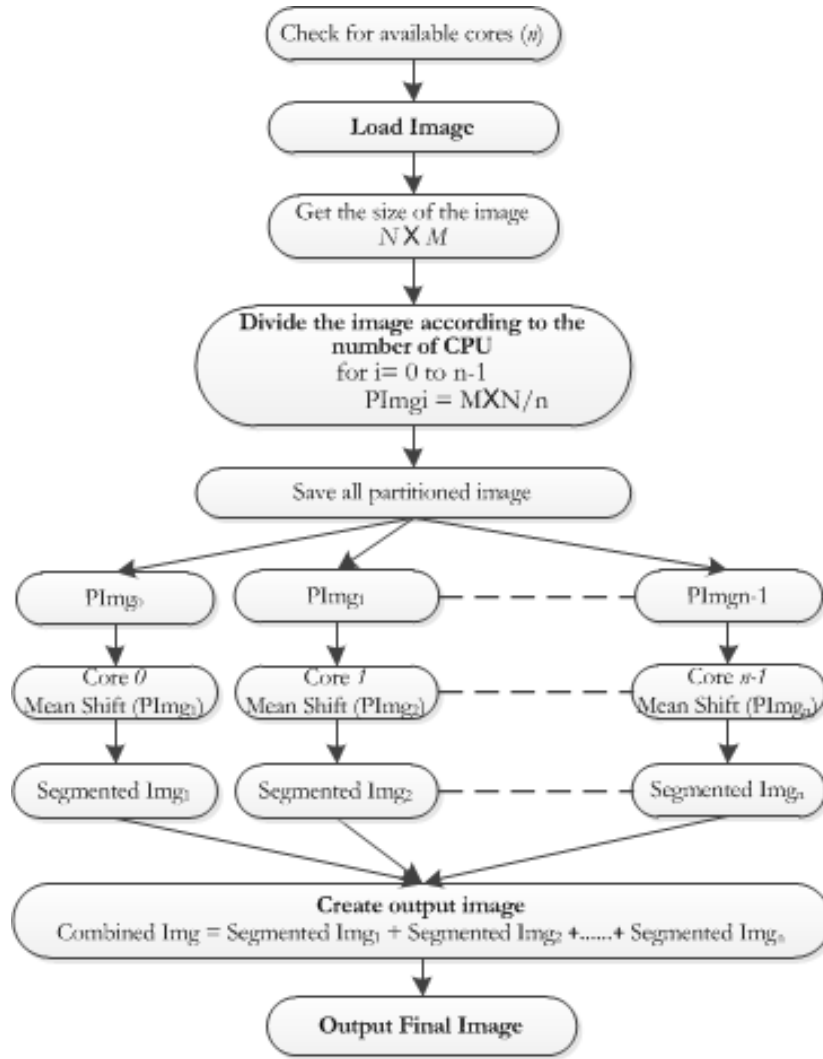 Check for available cores (n)
Load Image
Get the size of the image
N X M
Divide the image according to the
number of CPU
for i= 0 to n-1
PImgi = MXN/n
Save all partitioned image
PImg₀
PImg₁
PImgn-1
Core 0
Mean Shift (PImg₁)
Core 1
Mean Shift (PImg₂)
Core n-1
Mean Shift (PImgₙ)
Segmented Img₁
Segmented Img₂
Segmented Imgₙ
Create output image
Combined Img = Segmented Img₁ + Segmented Img₂ +......+ Segmented Imgₙ
Output Final Image